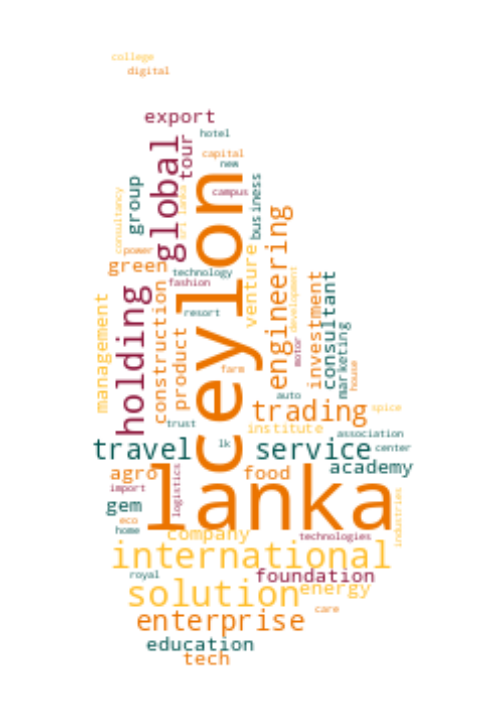 college
digital
export
hotel
global
tour
capital
new
ceylon
campus
business
group
consultancy
sri lanka
power
green
technology
fashion
engineering
venture
development
investment
consultant
management
holding
construction
product
resort
motor
marketing
house
farm
auto
trading
spice
trust
institute
association
travel
lk
service
center
agro
logistics
food
academy
lanka
import
gem
eco
home
company
technologies
industries
international
royal
foundation
solution
energy
care
enterprise
education
tech